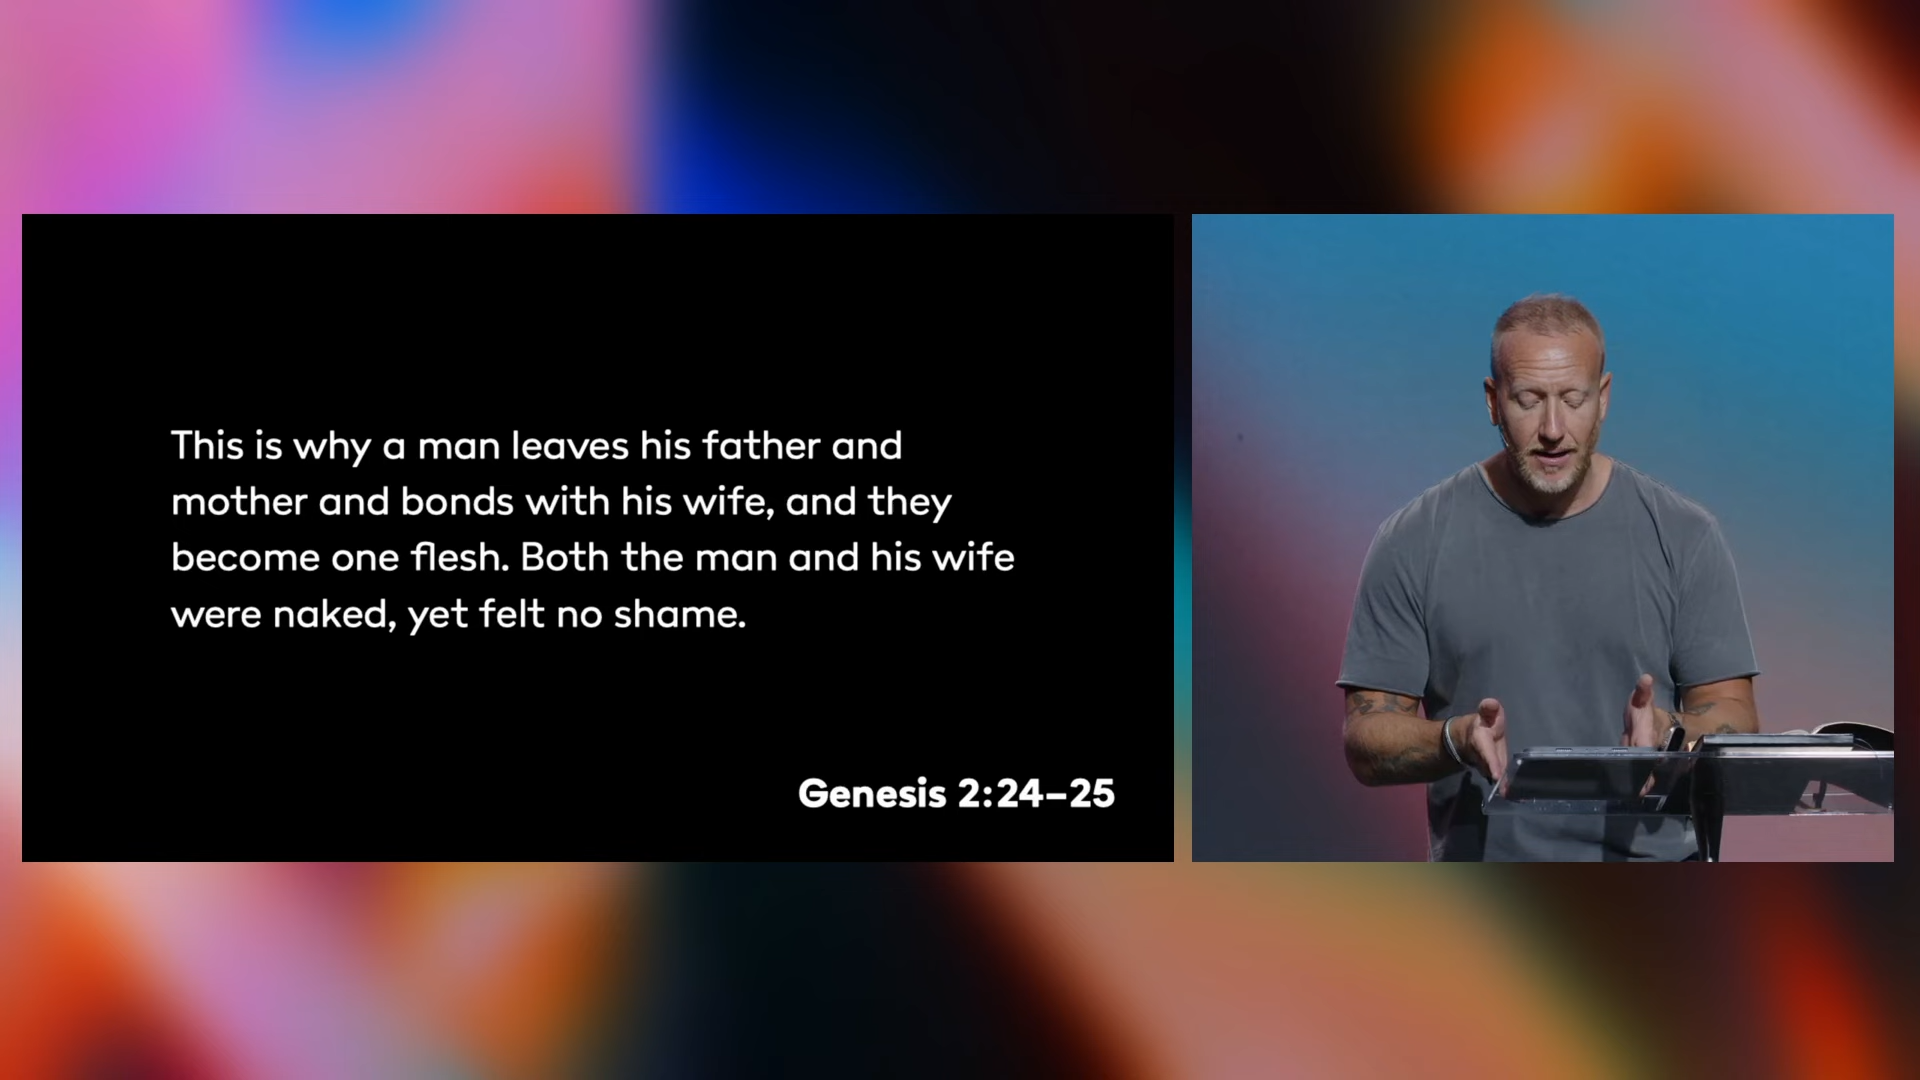 This is why a man leaves his father and
mother and bonds with his wife, and they
become one flesh. Both the man and his wife
were naked, yet felt no shame.
Genesis 2:24–25